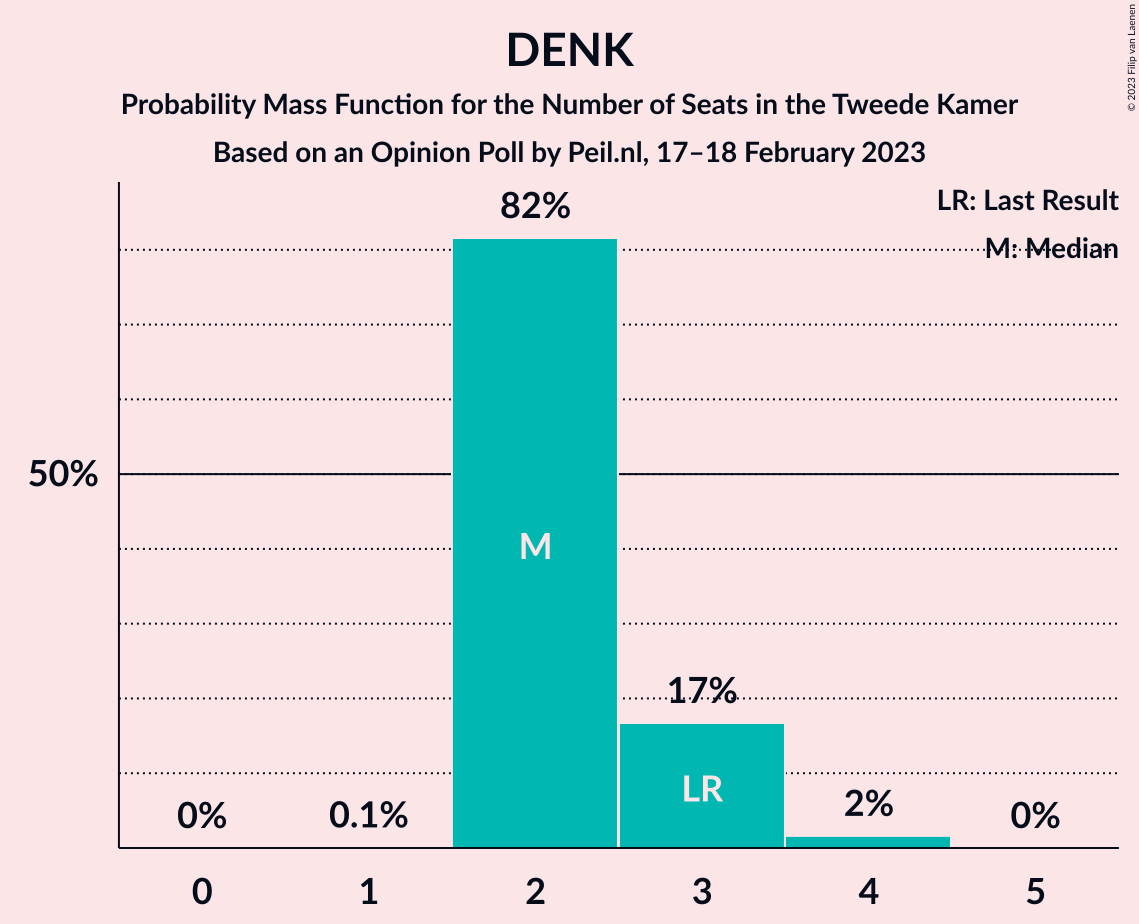 DENK
Probability Mass Function for the Number of Seats in the Tweede Kamer
Based on an Opinion Poll by Peil.nl, 17–18 February 2023
© 2023 Filip van Laenen
LR: Last Result
M: Median
82%
50%
M
17%
LR
0%
0.1%
2%
0%
0
1
2
3
4
5